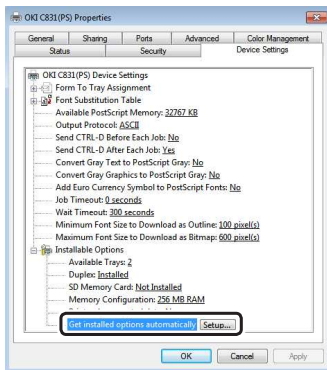 OKI C831(PS) Properties
General Sharing Ports Advanced Color Management
Status Security Device Settings
OKI C831(PS) Device Settings
Form To Tray Assignment
Font Substitution Table
Available PostScript Memory: 32767 KB
Output Protocol: ASCII
Send CTRL-D Before Each Job: No
Send CTRL-D After Each Job: Yes
Convert Gray Text to PostScript Gray: No
Convert Gray Graphics to PostScript Gray: No
Add Euro Currency Symbol to PostScript Fonts: No
Job Timeout: 0 seconds
Wait Timeout: 300 seconds
Minimum Font Size to Download as Outline: 100 pixel(s)
Maximum Font Size to Download as Bitmap: 600 pixel(s)
Installable Options
Available Trays: 2
Duplex: Installed
SD Memory Card: Not Installed
Memory Configuration: 256 MB RAM
Get installed options automatically Setup...
OK Cancel Apply